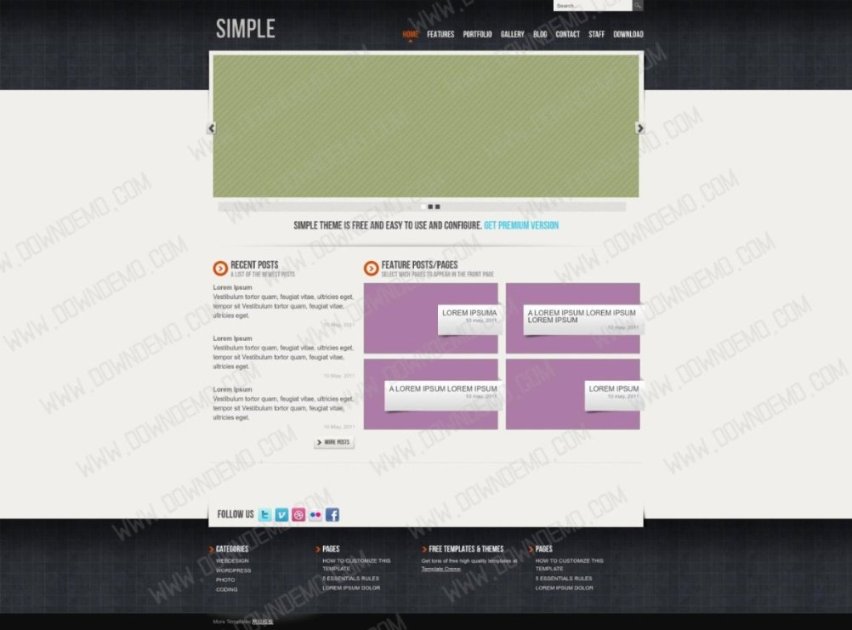 Search...
SIMPLE
HOME FEATURES PORTFOLIO GALLERY BLOG CONTACT STAFF DOWNLOAD
SIMPLE THEME IS FREE AND EASY TO USE AND CONFIGURE. GET PREMIUM VERSION
RECENT POSTS
A LIST OF THE NEWEST POSTS
Lorem Ipsum
Vestibulum tortor quam, feugiat vitae, ultricies eget,
tempor sit Vestibulum tortor quam, feugiat vitae,
ultricies eget.
10 May, 2011
Lorem Ipsum
Vestibulum tortor quam, feugiat vitae, ultricies eget,
tempor sit Vestibulum tortor quam, feugiat vitae,
ultricies eget.
10 May, 2011
Lorem Ipsum
Vestibulum tortor quam, feugiat vitae, ultricies eget,
tempor sit Vestibulum tortor quam, feugiat vitae,
ultricies eget.
10 May, 2011
MORE POSTS
FEATURE POSTS/PAGES
SELECT WICH PAGES TO APPEAR IN THE FRONT PAGE
LOREM IPSUMA
10 may, 2011
A LOREM IPSUM LOREM IPSUM
LOREM IPSUM
10 may, 2011
A LOREM IPSUM LOREM IPSUM
10 may, 2011
LOREM IPSUM
10 may, 2011
FOLLOW US
CATEGORIES
WEBDESIGN
WORDPRESS
PHOTO
CODING
PAGES
HOW TO CUSTOMIZE THIS
TEMPLATE
5 ESSENTIALS RULES
LOREM IPSUM DOLOR
FREE TEMPLATES & THEMES
Get tons of free high quality templates at
Template Creme
PAGES
HOW TO CUSTOMIZE THIS
TEMPLATE
5 ESSENTIALS RULES
LOREM IPSUM DOLOR
More Templates
WWW.DOWNDEMO.COM